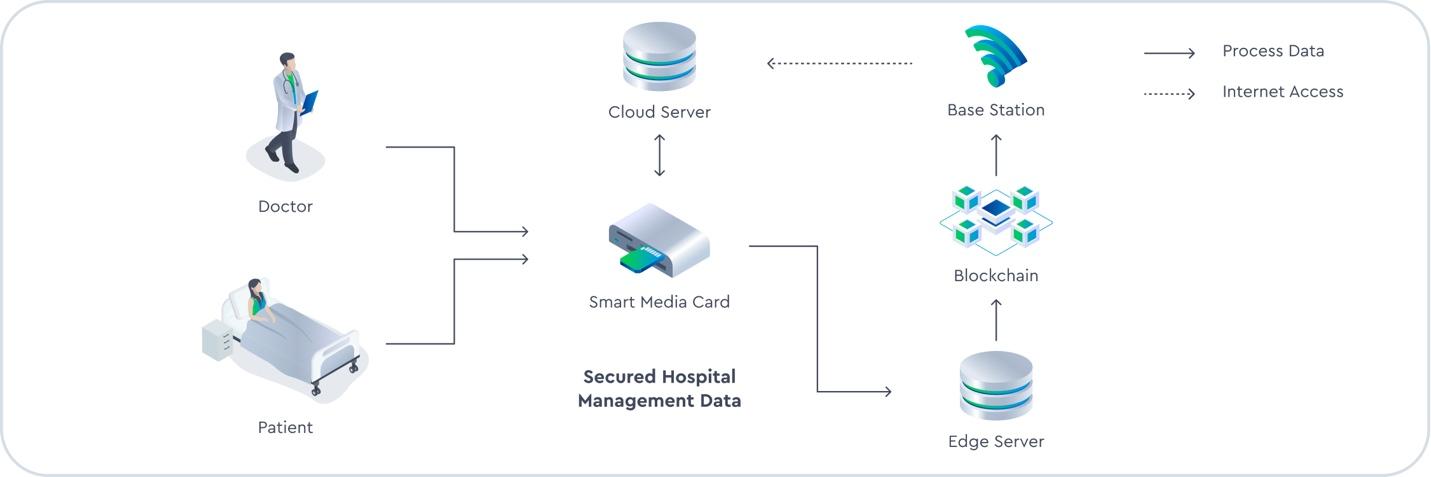 Doctor
Patient
Cloud Server
Smart Media Card
Secured Hospital
Management Data
Base Station
Blockchain
Edge Server
Process Data
Internet Access